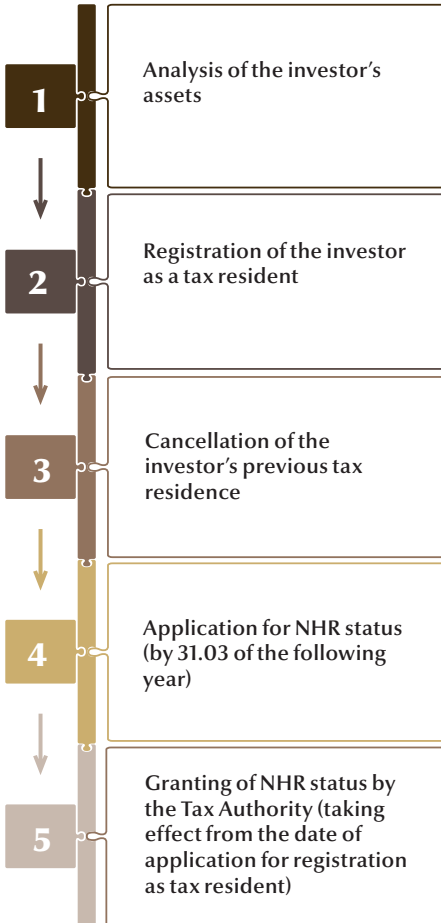 1
Analysis of the investor’s
assets
2
Registration of the investor
as a tax resident
3
Cancellation of the
investor’s previous tax
residence
4
Application for NHR status
(by 31.03 of the following
year)
5
Granting of NHR status by
the Tax Authority (taking
effect from the date of
application for registration
as tax resident)